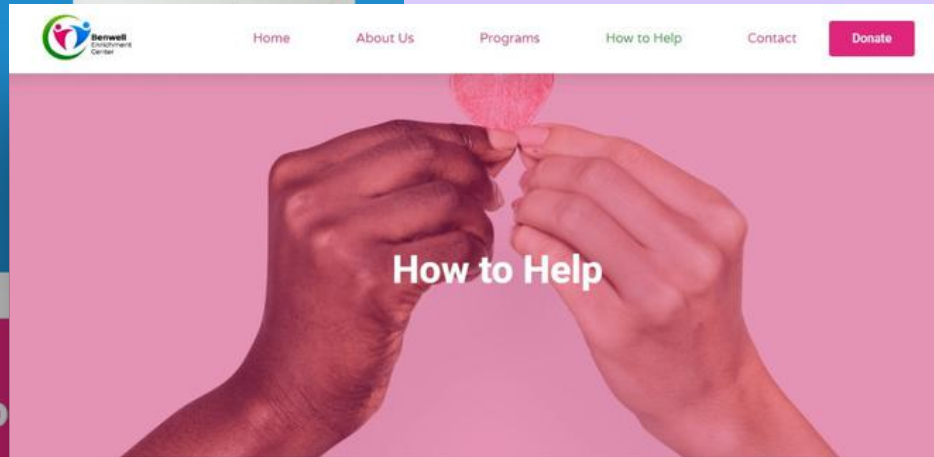 Benwell
Enrichment
Center
Home About Us Programs How to Help Contact Donate
How to Help